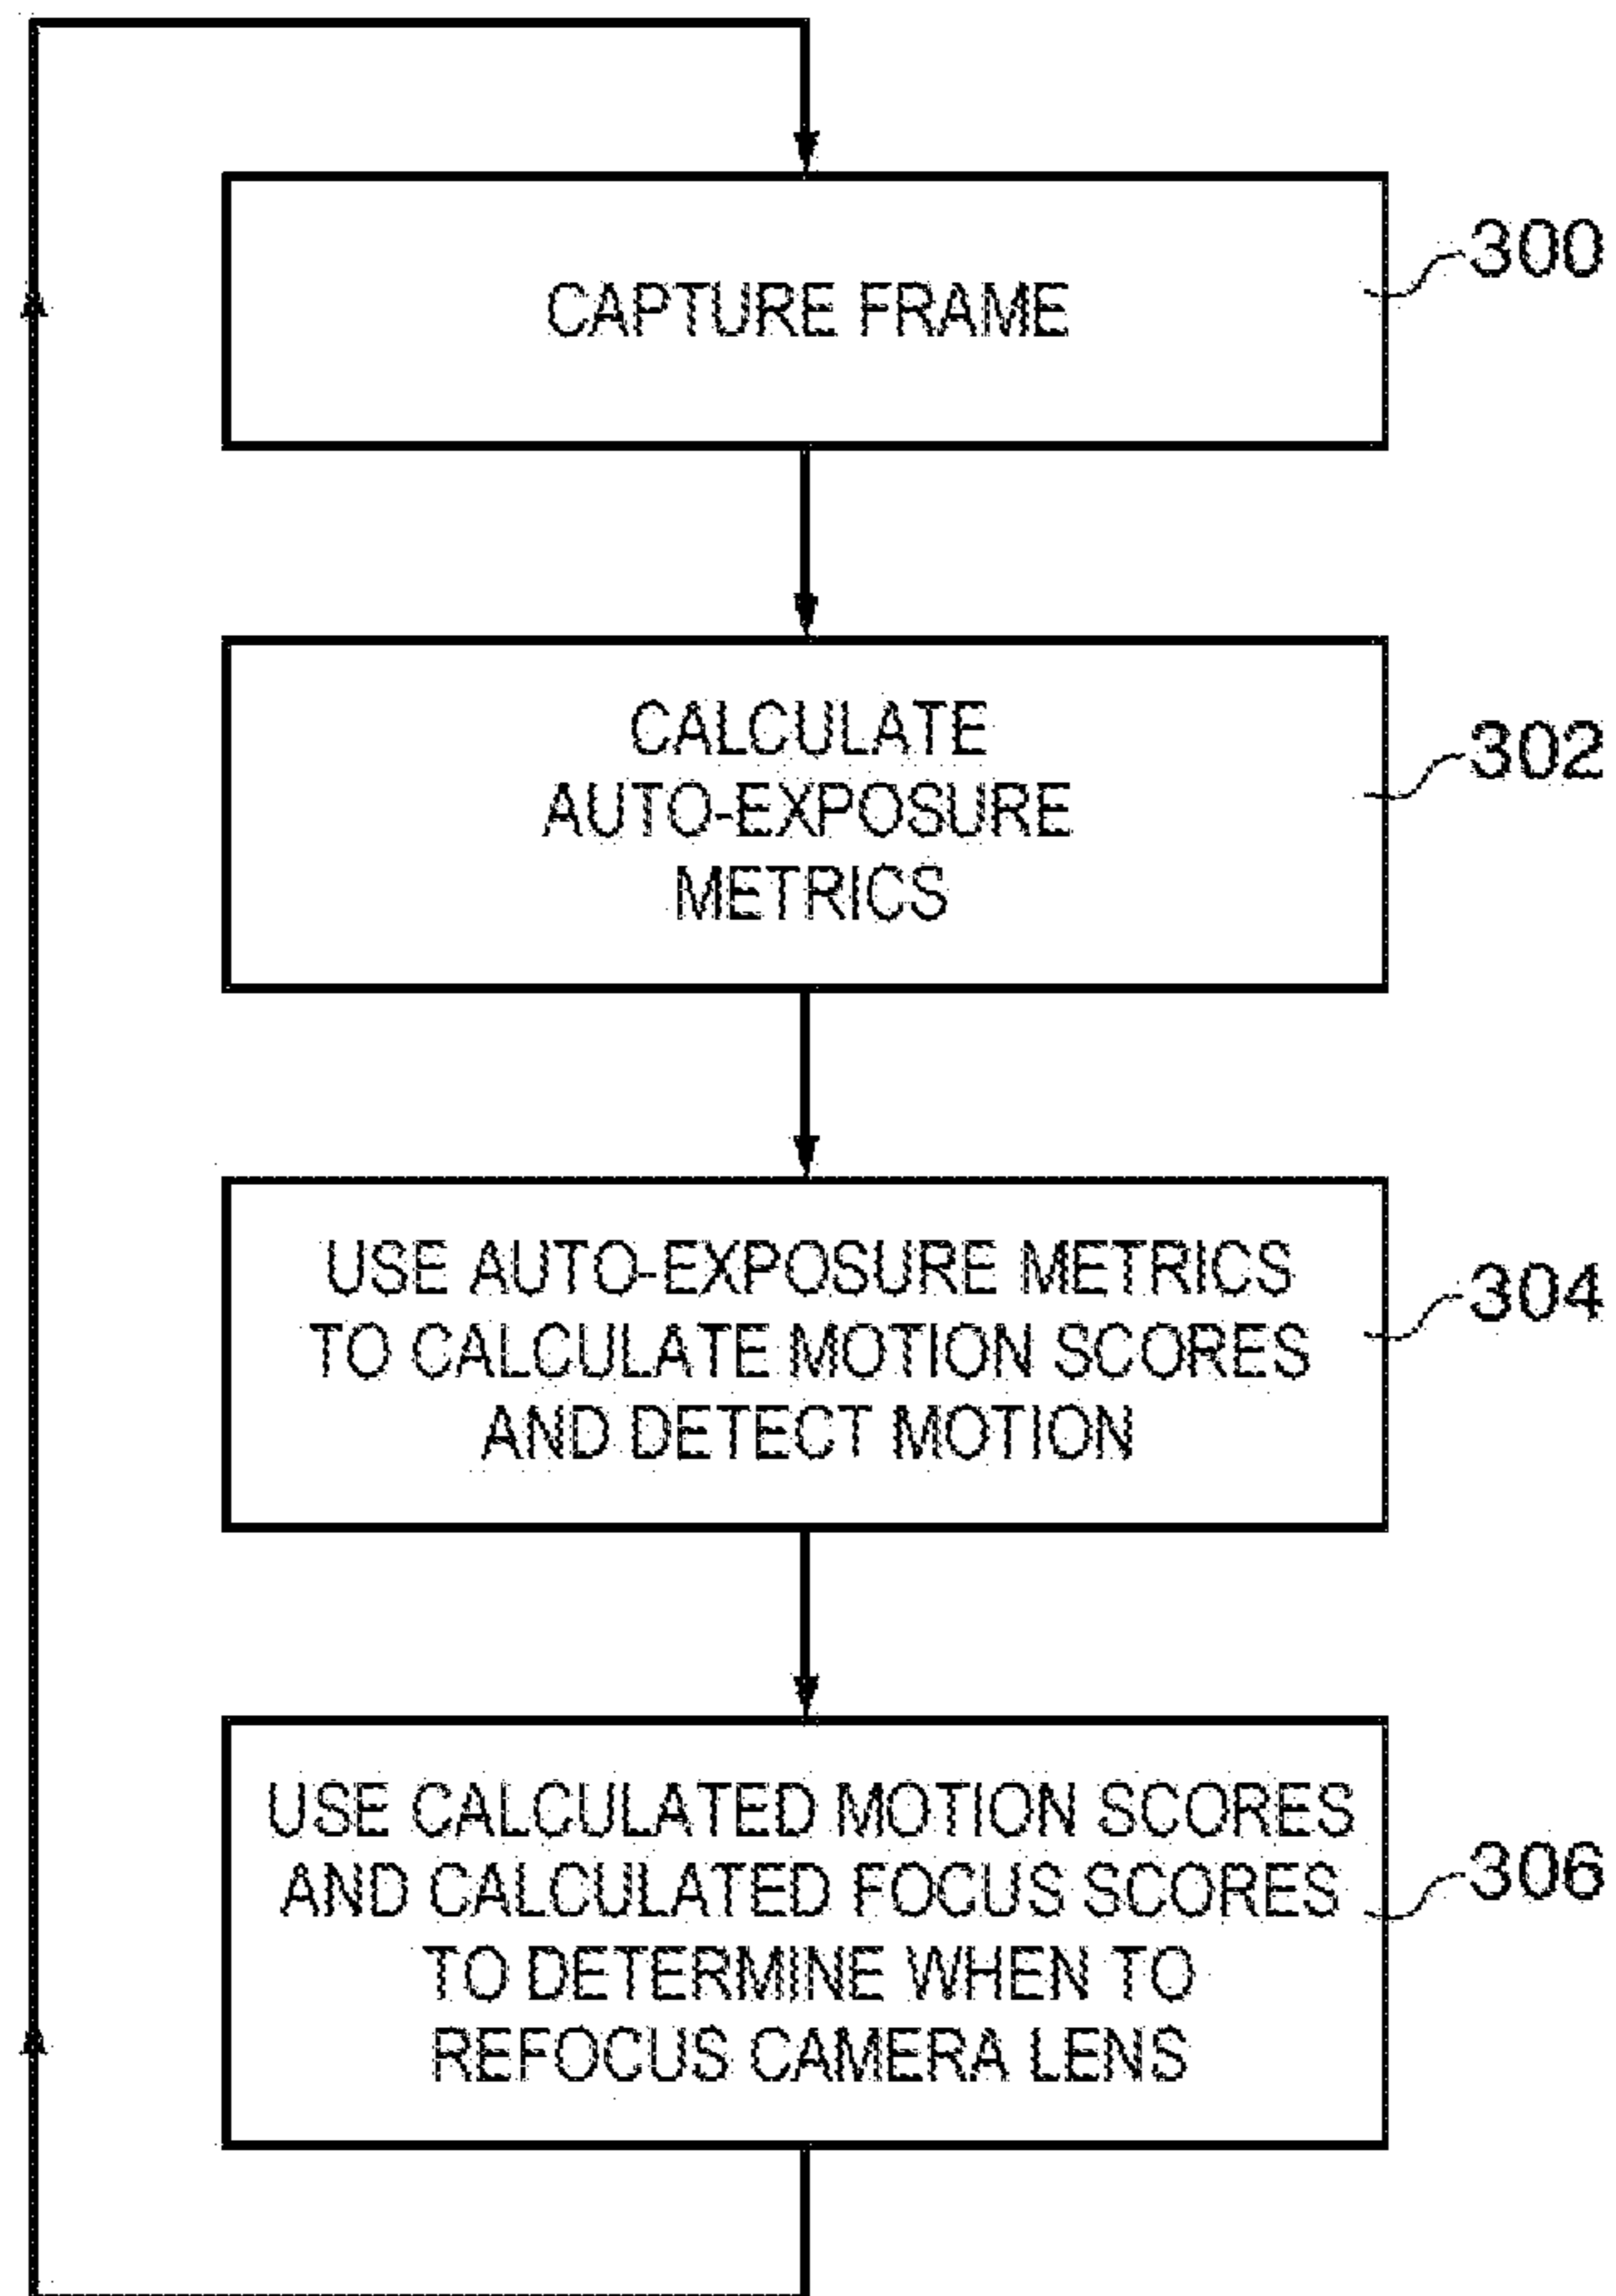 CAPTURE FRAME
300
CALCULATE
AUTO-EXPOSURE
METRICS
302
USE AUTO-EXPOSURE METRICS
TO CALCULATE MOTION SCORES
AND DETECT MOTION
304
USE CALCULATED MOTION SCORES
AND CALCULATED FOCUS SCORES
TO DETERMINE WHEN TO
REFOCUS CAMERA LENS
306